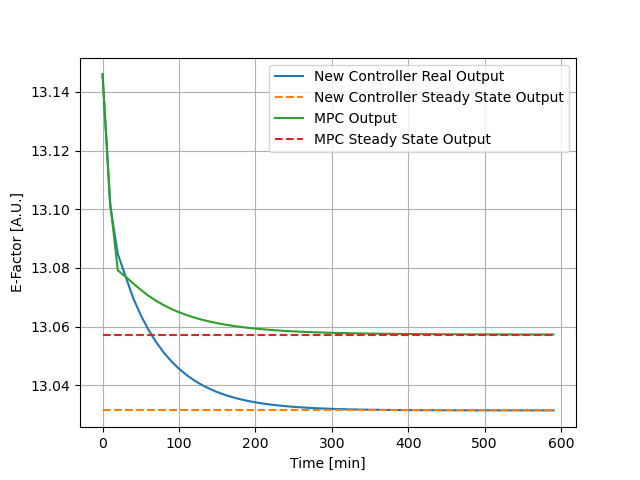 New Controller Real Output
New Controller Steady State Output
MPC Output
MPC Steady State Output
13.14
13.12
13.10
13.08
13.06
13.04
E-Factor [A.U.]
0 100 200 300 400 500 600
Time [min]